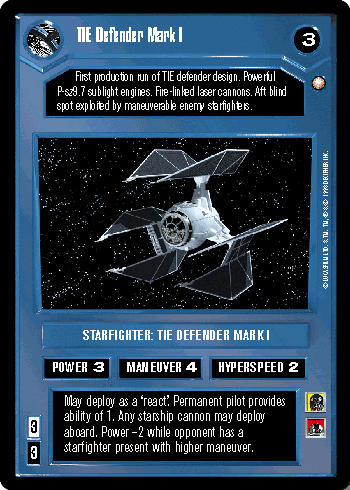 TIE Defender Mark I
3
First production run of TIE defender design. Powerful
P-sz9.7 sublight engines. Fire-linked laser cannons. Aft blind
spot exploited by maneuverable enemy starfighters.
STARFIGHTER: TIE DEFENDER MARK I
POWER 3 MANEUVER 4 HYPERSPEED 2
May deploy as a "react". Permanent pilot provides
ability of 1. Any starship cannon may deploy
aboard. Power -2 while opponent has a
starfighter present with higher maneuver.
3
3